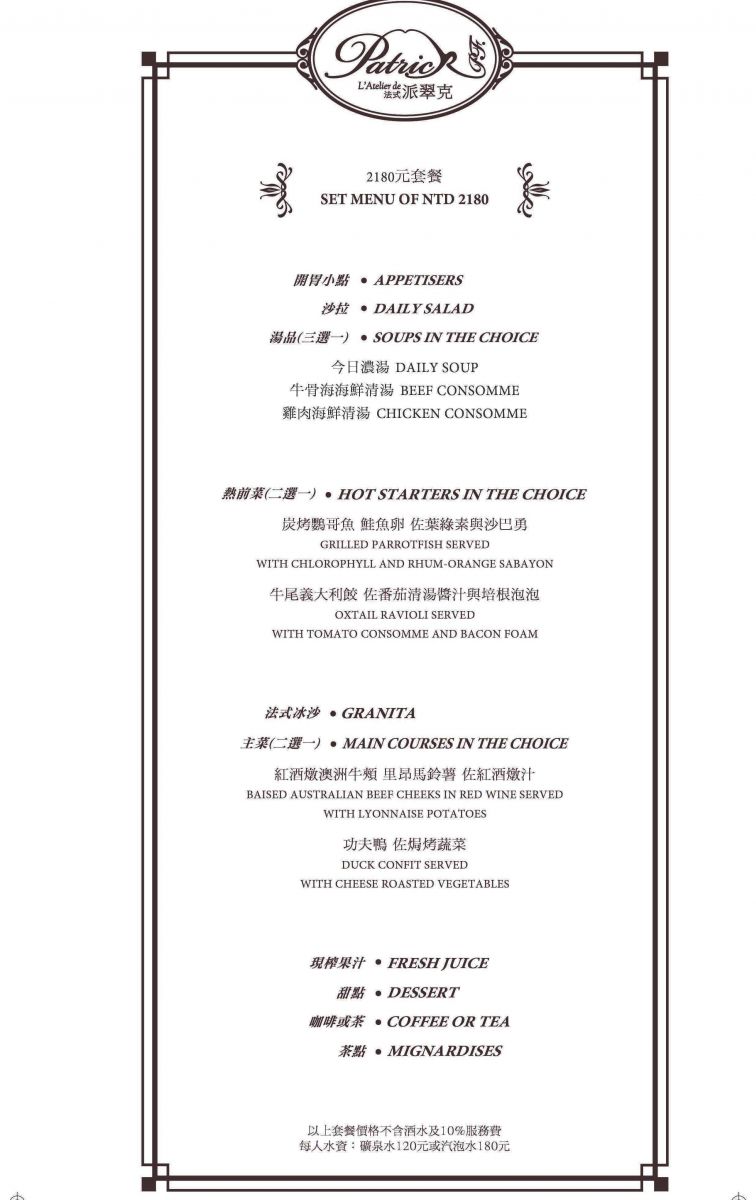 Patrick
P.F.
L'Atelier de
法式派翠克
2180元套餐
SET MENU OF NTD 2180
開胃小點 • APPETISERS
沙拉 • DAILY SALAD
湯品(三選一) • SOUPS IN THE CHOICE
今日濃湯 DAILY SOUP
牛骨海海鮮清湯 BEEF CONSOMME
雞肉海鮮清湯 CHICKEN CONSOMME
熱前菜(二選一) • HOT STARTERS IN THE CHOICE
炭烤鸚哥魚 鮭魚卵 佐葉綠素與沙巴勇
GRILLED PARROTFISH SERVED
WITH CHLOROPHYLL AND RHUM-ORANGE SABAYON
牛尾義大利餃 佐番茄清湯醬汁與培根泡泡
OXTAIL RAVIOLI SERVED
WITH TOMATO CONSOMME AND BACON FOAM
法式冰沙 • GRANITA
主菜(二選一) • MAIN COURSES IN THE CHOICE
紅酒燉澳洲牛頰 里昂馬鈴薯 佐紅酒燉汁
BAISED AUSTRALIAN BEEF CHEEKS IN RED WINE SERVED
WITH LYONNAISE POTATOES
功夫鴨 佐焗烤蔬菜
DUCK CONFIT SERVED
WITH CHEESE ROASTED VEGETABLES
現榨果汁 • FRESH JUICE
甜點 • DESSERT
咖啡或茶 • COFFEE OR TEA
茶點 • MIGNARDISES
以上套餐價格不含酒水及10%服務費
每人水資：礦泉水120元或汽泡水180元